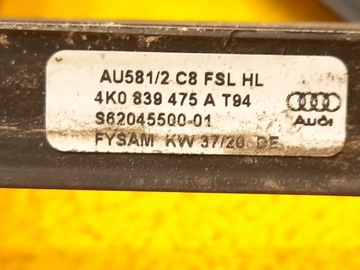 AU581/2 C8 FSL HL
4K0 839 475 A T94
S62045500-01
Audi
FYSAM KW 37/20 DE